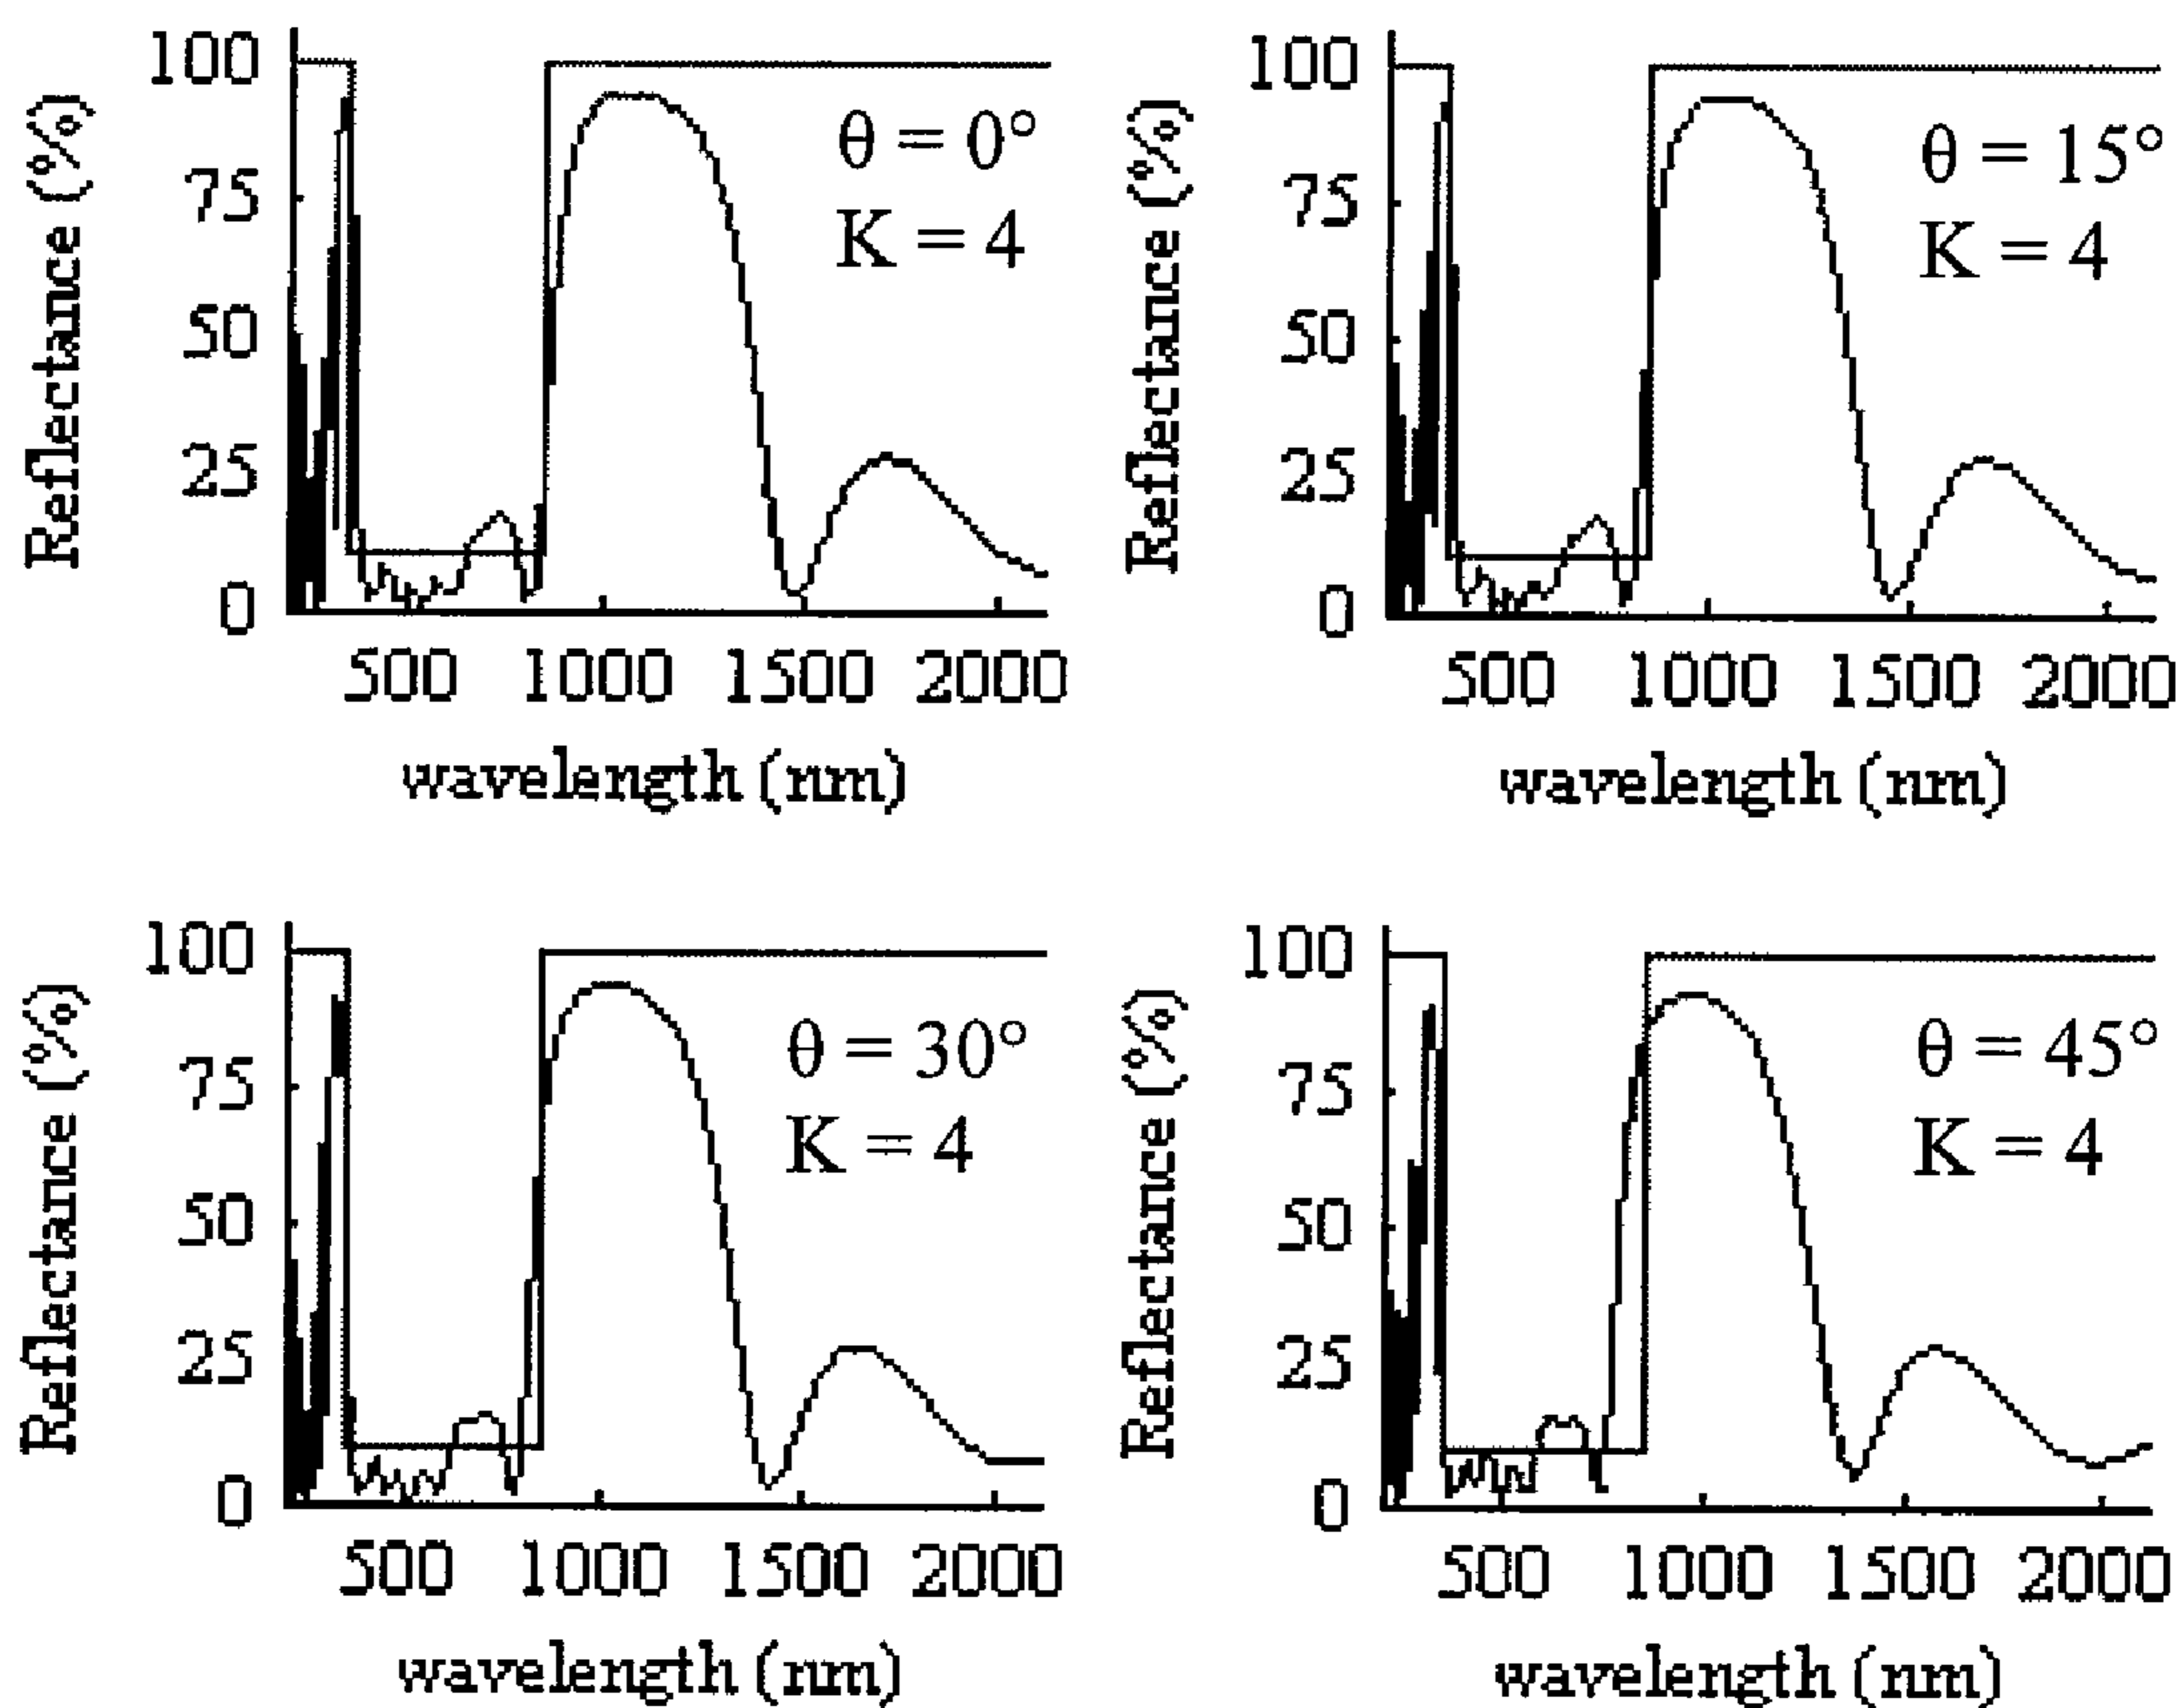 Reflectance (%)
100
75
50
25
0
θ = 0°
K = 4
500 1000 1500 2000
wavelength (nm)
Reflectance (%)
100
75
50
25
0
θ = 15°
K = 4
500 1000 1500 2000
wavelength (nm)
Reflectance (%)
100
75
50
25
0
θ = 30°
K = 4
500 1000 1500 2000
wavelength (nm)
Reflectance (%)
100
75
50
25
0
θ = 45°
K = 4
500 1000 1500 2000
wavelength (nm)